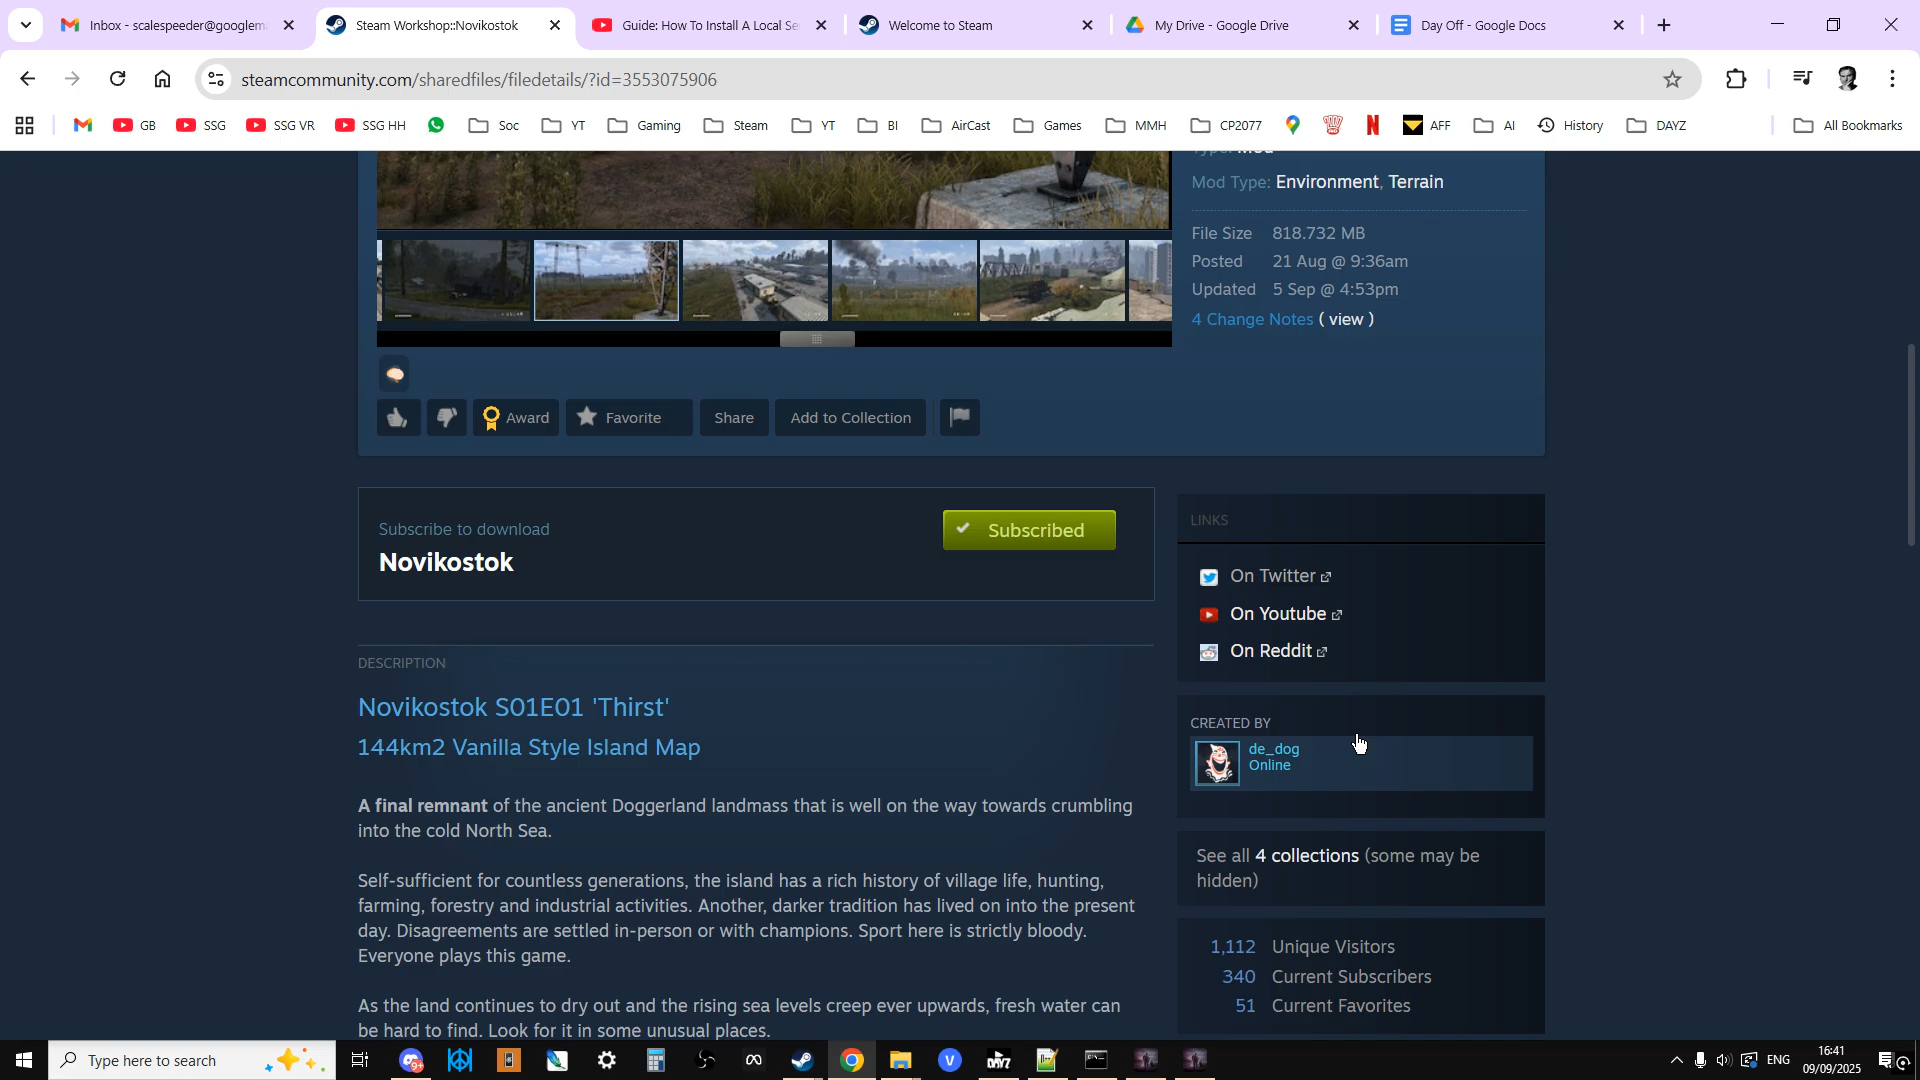 Inbox - scalespeeder@googlem
Steam Workshop::Novikostok
Guide: How To Install A Local Se
Welcome to Steam
My Drive - Google Drive
Day Off - Google Docs
steamcommunity.com/sharedfiles/filedetails/?id=3553075906
GB
SSG
SSG VR
SSG HH
Soc
YT
Gaming
Steam
YT
BI
AirCast
Games
MMH
CP2077
AFF
AI
History
DAYZ
All Bookmarks
Type: Mod
Mod Type: Environment, Terrain
File Size 818.732 MB
Posted 21 Aug @ 9:36am
Updated 5 Sep @ 4:53pm
4 Change Notes ( view )
Award
Favorite
Share
Add to Collection
Subscribe to download
Novikostok
Subscribed
LINKS
On Twitter
On Youtube
On Reddit
DESCRIPTION
Novikostok S01E01 'Thirst'
144km2 Vanilla Style Island Map
A final remnant of the ancient Doggerland landmass that is well on the way towards crumbling
into the cold North Sea.
Self-sufficient for countless generations, the island has a rich history of village life, hunting,
farming, forestry and industrial activities. Another, darker tradition has lived on into the present
day. Disagreements are settled in-person or with champions. Sport here is strictly bloody.
Everyone plays this game.
As the land continues to dry out and the rising sea levels creep ever upwards, fresh water can
be hard to find. Look for it in some unusual places.
CREATED BY
de_dog
Online
See all 4 collections (some may be
hidden)
1,112 Unique Visitors
340 Current Subscribers
51 Current Favorites
Type here to search
9+
DAYZ
ENG
16:41
09/09/2025